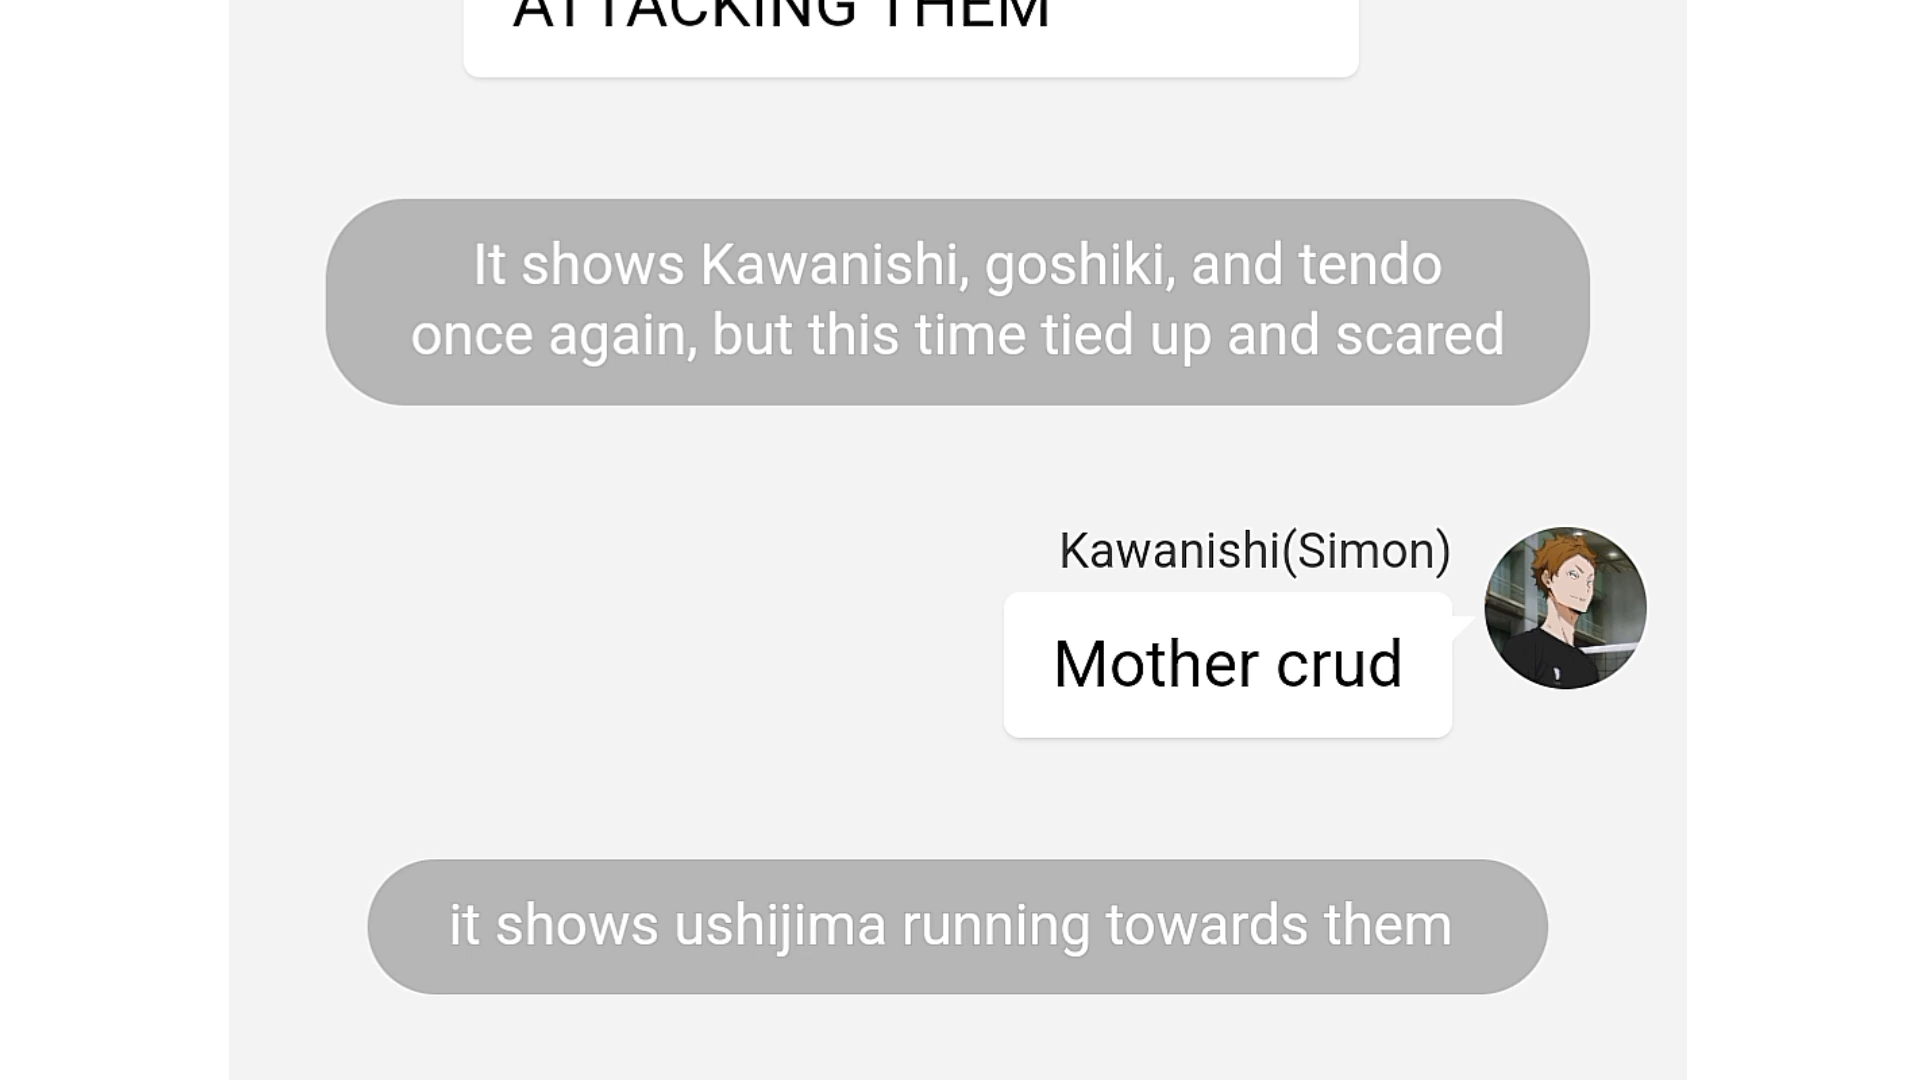 ATTACKING THEM
It shows Kawanishi, goshiki, and tendo
once again, but this time tied up and scared
Kawanishi(Simon)
Mother crud
it shows ushijima running towards them